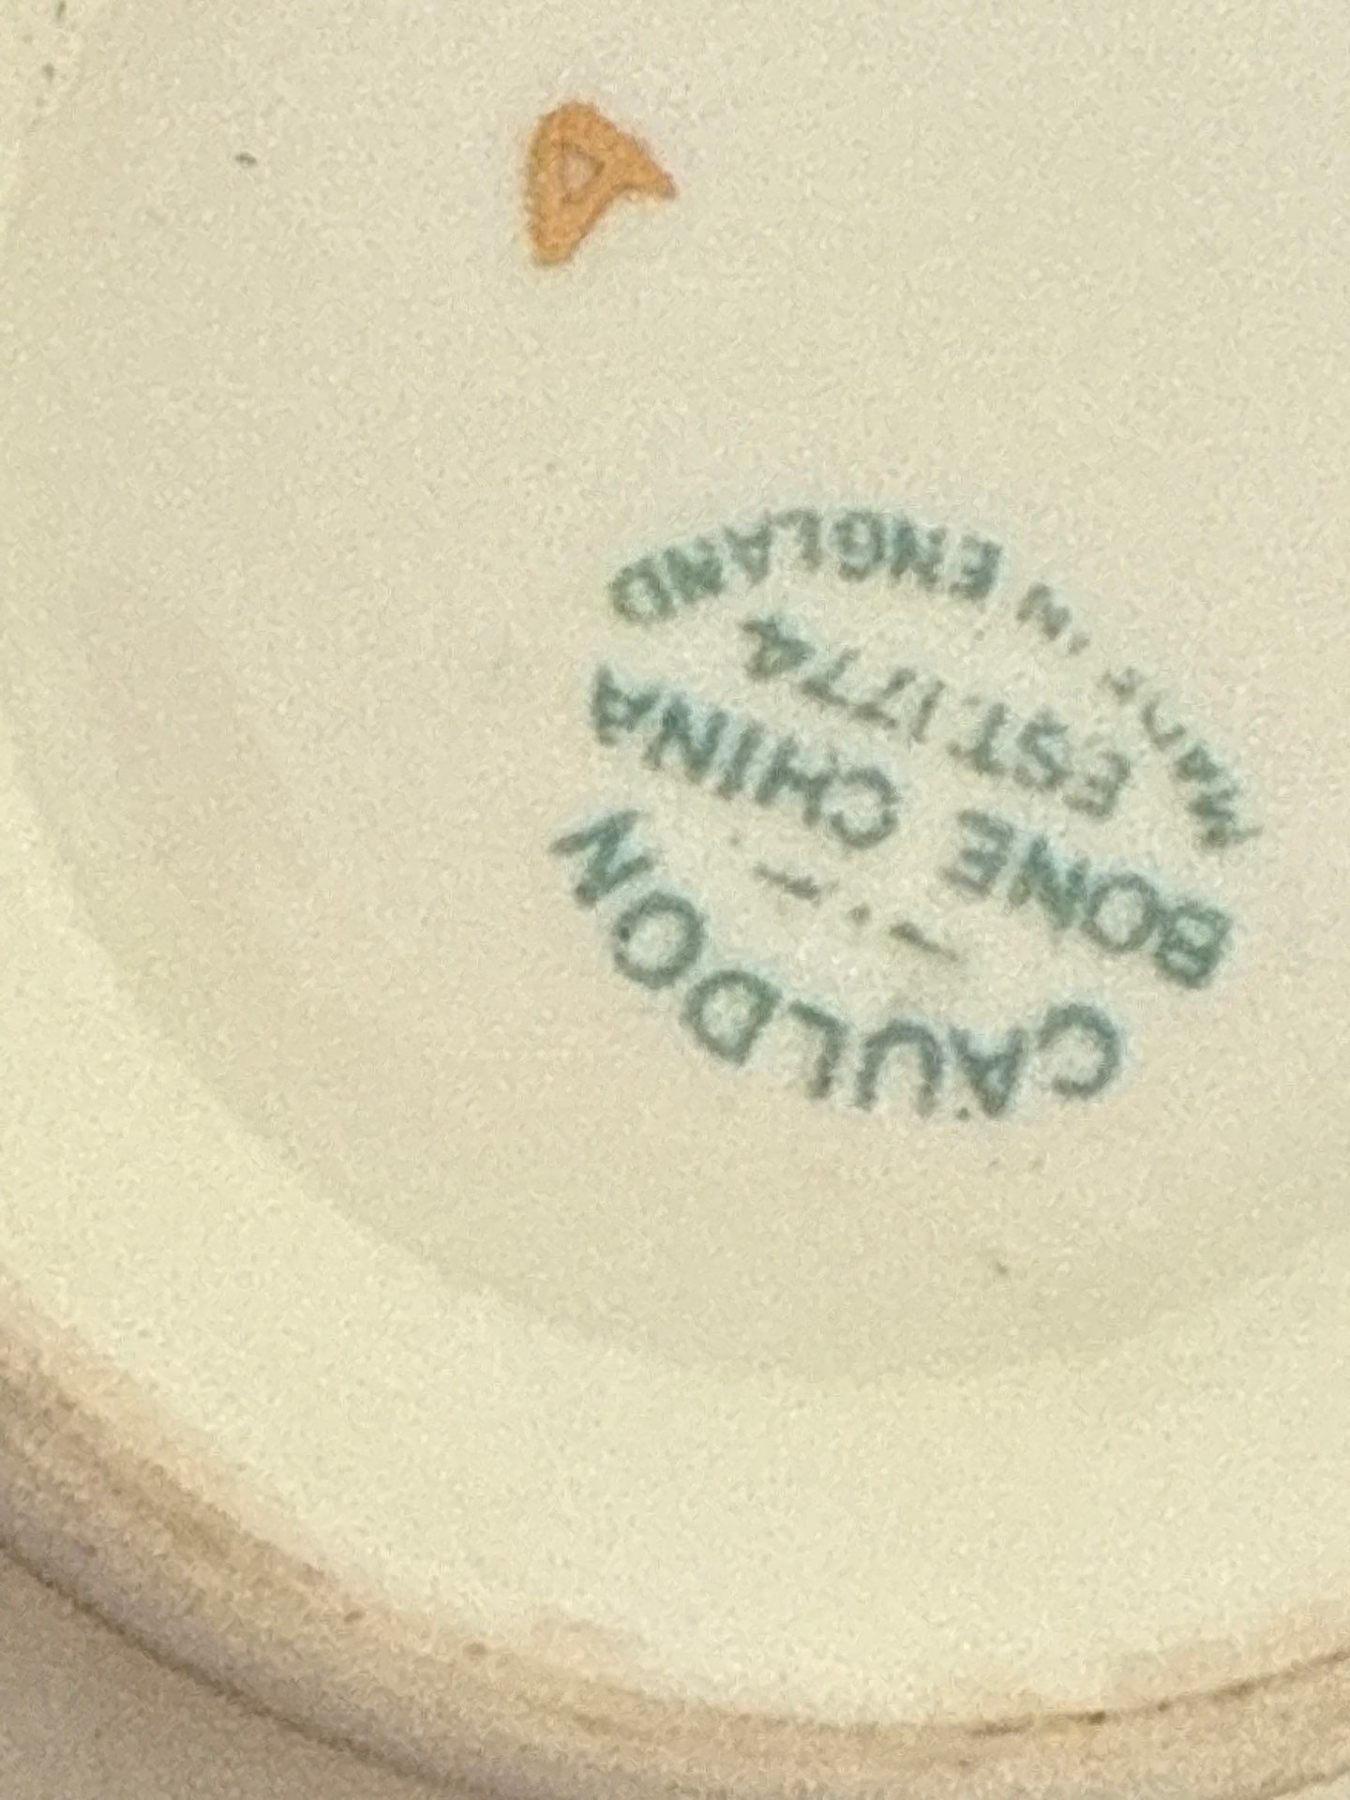 CAULDON
BONE CHINA
EST. 1774
MADE IN ENGLAND
A